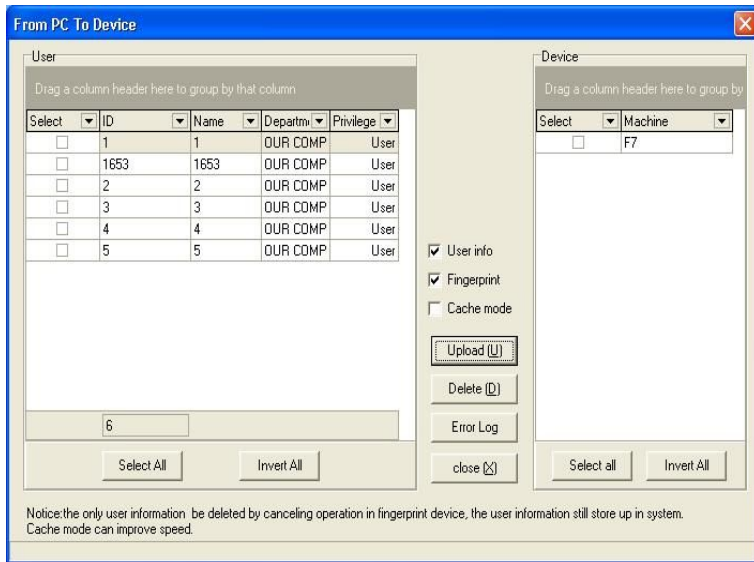 From PC To Device
User
Drag a column header here to group by that column
Select ID Name Departm Privilege
1 1 OUR COMP User
1653 1653 OUR COMP User
2 2 OUR COMP User
3 3 OUR COMP User
4 4 OUR COMP User
5 5 OUR COMP User
6
Select All Invert All
User info
Fingerprint
Cache mode
Upload (U)
Delete (D)
Error Log
close (X)
Device
Drag a column header here to group by
Select Machine
F7
Select all Invert All
Notice:the only user information be deleted by canceling operation in fingerprint device, the user information still store up in system.
Cache mode can improve speed.